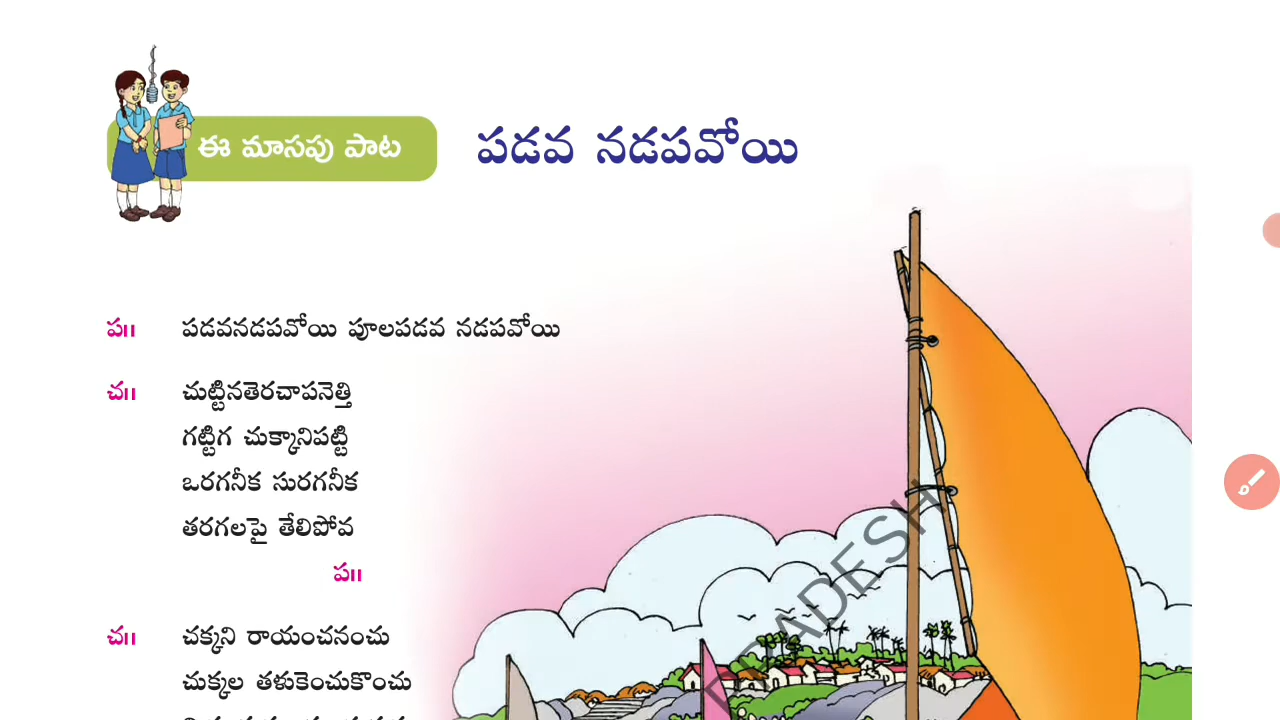 ఈ మాసపు పాట
పడవ నడపవోయి
ప॥ పడవనడపవోయి పూలపడవ నడపవోయి
చ॥ చుట్టినతెరచాపనెత్తి
గట్టిగ చుక్కానిపట్టి
ఒరగనీక సురగనీక
తరగలపై తేలిపోవ
ప॥
చ॥ చక్కని రాయంచనంచు
చుక్కల తళుకెంచుకొంచు
PRADESH